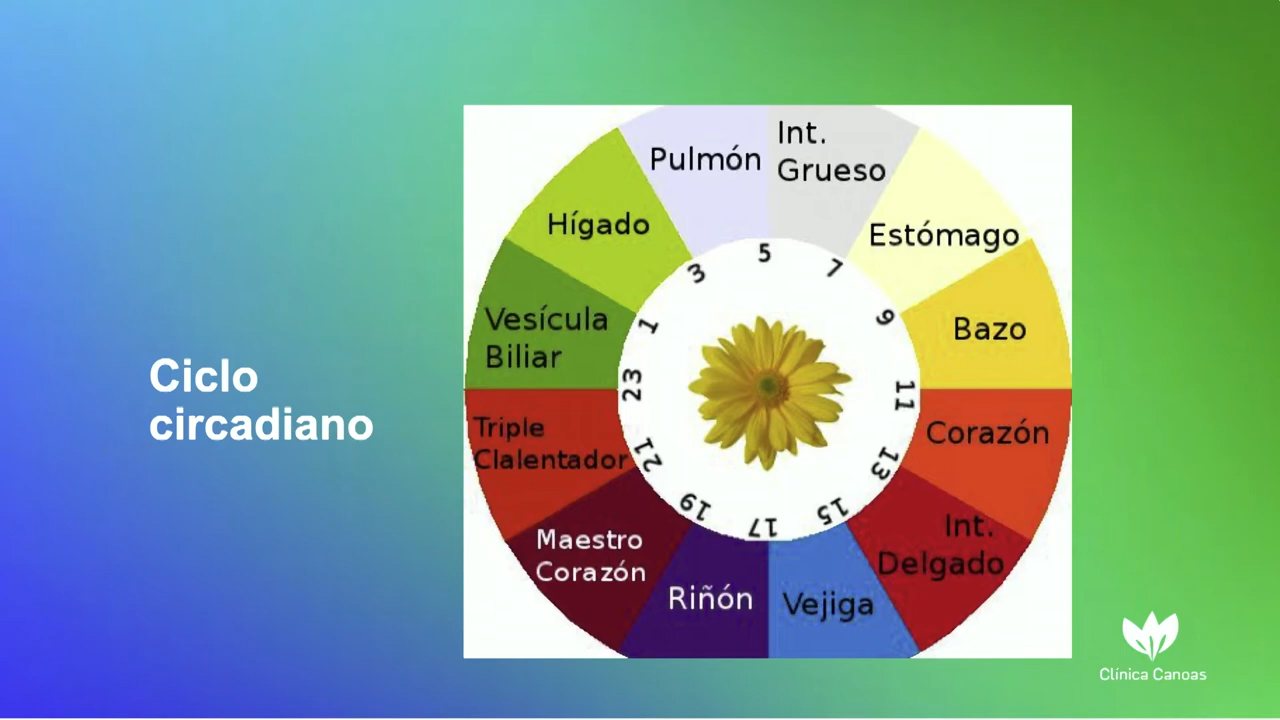 Ciclo
circadiano
Pulmón
Int.
Grueso
Estómago
Bazo
Corazón
Int.
Delgado
Vejiga
Riñón
Maestro
Corazón
Triple
Clalentador
Vesícula
Biliar
Hígado
5
7
9
11
13
15
17
19
21
23
1
3
Clínica Canoas